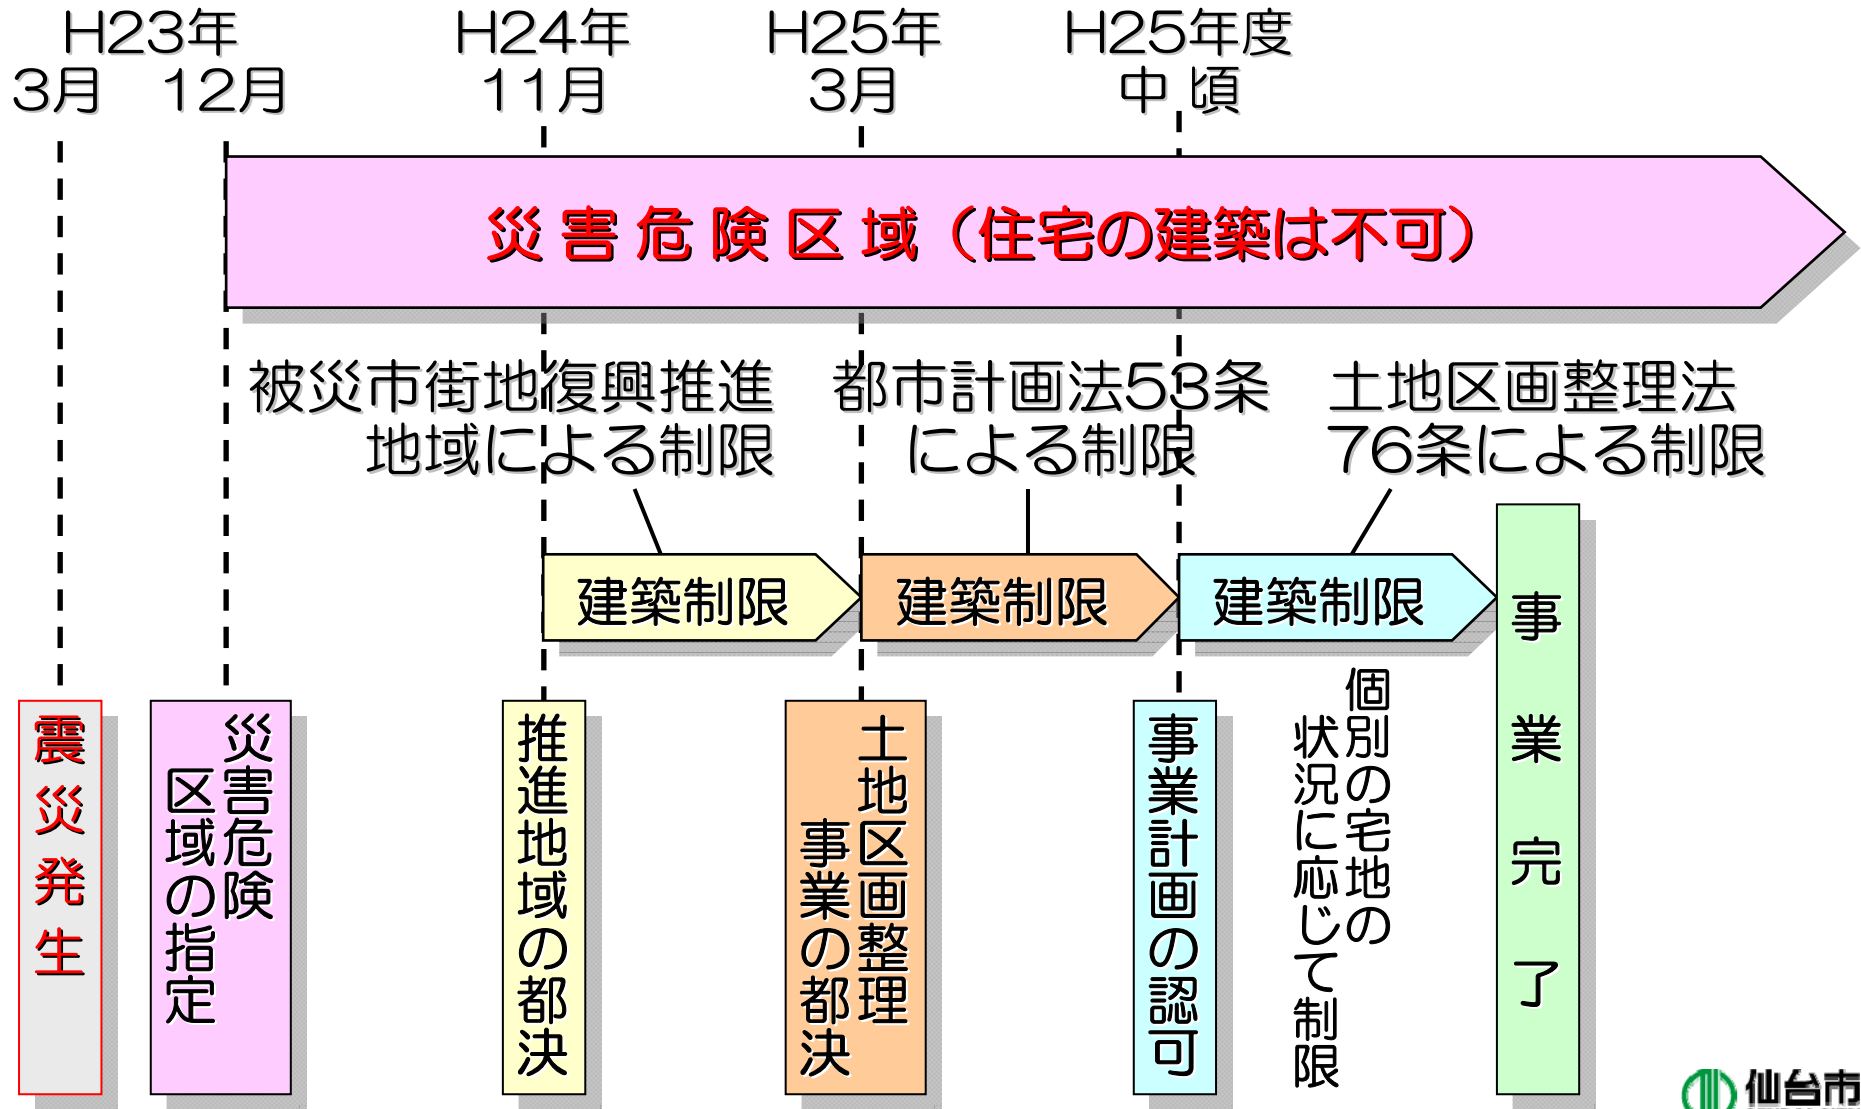 H23年
3月 12月
H24年
11月
H25年
3月
H25年度
中 頃
災 害 危 険 区 域（住宅の建築は不可）
被災市街地復興推進
地域による制限
都市計画法53条
による制限
土地区画整理法
76条による制限
建築制限
建築制限
建築制限
震災発生
災害危険
区域の指定
推進地域の都決
土地区画整理
事業の都決
事業計画の認可
個別の宅地の
状況に応じて制限
事業完了
仙台市